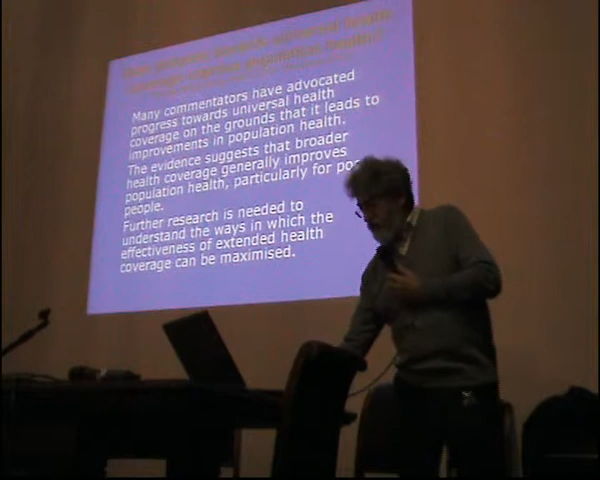 Many commentators have advocated
progress towards universal health
coverage on the grounds that it leads to
improvements in population health.
The evidence suggests that broader
health coverage generally improves
population health, particularly for
people.
Further research is needed to
understand the ways in which the
effectiveness of extended health
coverage can be maximised.